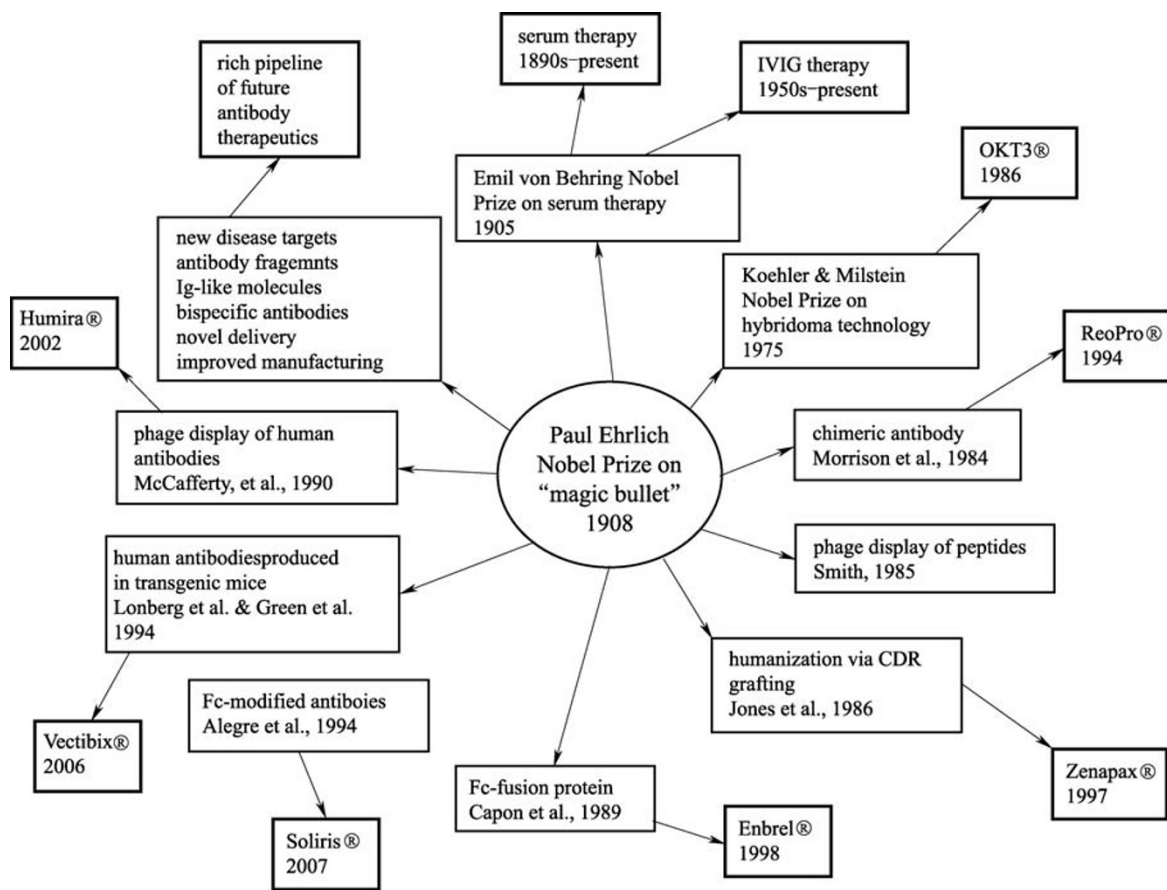 serum therapy
1890s-present
IVIG therapy
1950s-present
rich pipeline
of future
antibody
therapeutics
OKT3®
1986
Emil von Behring Nobel
Prize on serum therapy
1905
new disease targets
antibody fragemnts
Ig-like molecules
bispecific antibodies
novel delivery
improved manufacturing
Koehler & Milstein
Nobel Prize on
hybridoma technology
1975
Humira®
2002
ReoPro®
1994
phage display of human
antibodies
McCafferty, et al., 1990
Paul Ehrlich
Nobel Prize on
“magic bullet”
1908
chimeric antibody
Morrison et al., 1984
phage display of peptides
Smith, 1985
human antibodiesproduced
in transgenic mice
Lonberg et al. & Green et al.
1994
humanization via CDR
grafting
Jones et al., 1986
Fc-modified antiboies
Alegre et al., 1994
Vectibix®
2006
Zenapax®
1997
Fc-fusion protein
Capon et al., 1989
Enbrel®
1998
Soliris®
2007